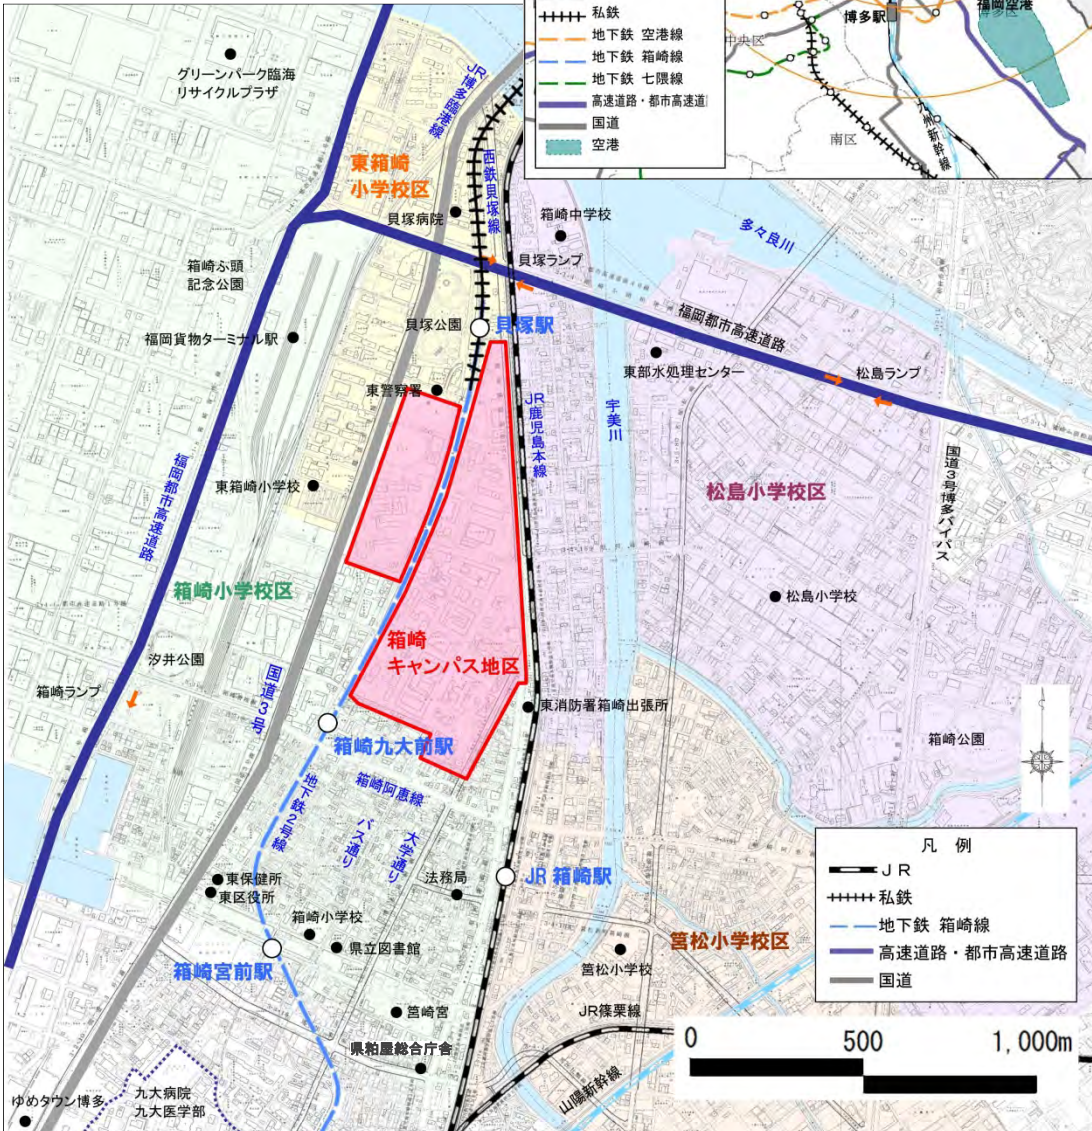 私鉄
地下鉄 空港線
地下鉄 箱崎線
地下鉄 七隈線
高速道路・都市高速道
国道
空港
中央区
博多駅
福岡空港
博多区
南区
九州新幹線
グリーンパーク臨海
リサイクルプラザ
JR博多臨港線
東箱崎
小学校区
西鉄貝塚線
貝塚病院
箱崎中学校
多々良川
箱崎ふ頭
記念公園
貝塚ランプ
福岡都市高速道路
貝塚公園
貝塚駅
福岡貨物ターミナル駅
東部水処理センター
松島ランプ
東警察署
JR鹿児島本線
宇美川
国道3号博多バイパス
福岡都市高速道路
東箱崎小学校
松島小学校区
箱崎小学校区
松島小学校
箱崎
キャンパス地区
汐井公園
箱崎ランプ
国道3号
東消防署箱崎出張所
箱崎九大前駅
箱崎公園
箱崎阿恵線
地下鉄2号線
バス通り
大学通り
法務局
JR 箱崎駅
東保健所
東区役所
箱崎小学校
県立図書館
箱崎宮前駅
筥松小学校区
筥松小学校
筥崎宮
JR篠栗線
県粕屋総合庁舎
山陽新幹線
ゆめタウン博多
九大病院
九大医学部
凡 例
JR
私鉄
地下鉄 箱崎線
高速道路・都市高速道路
国道
0 500 1,000m